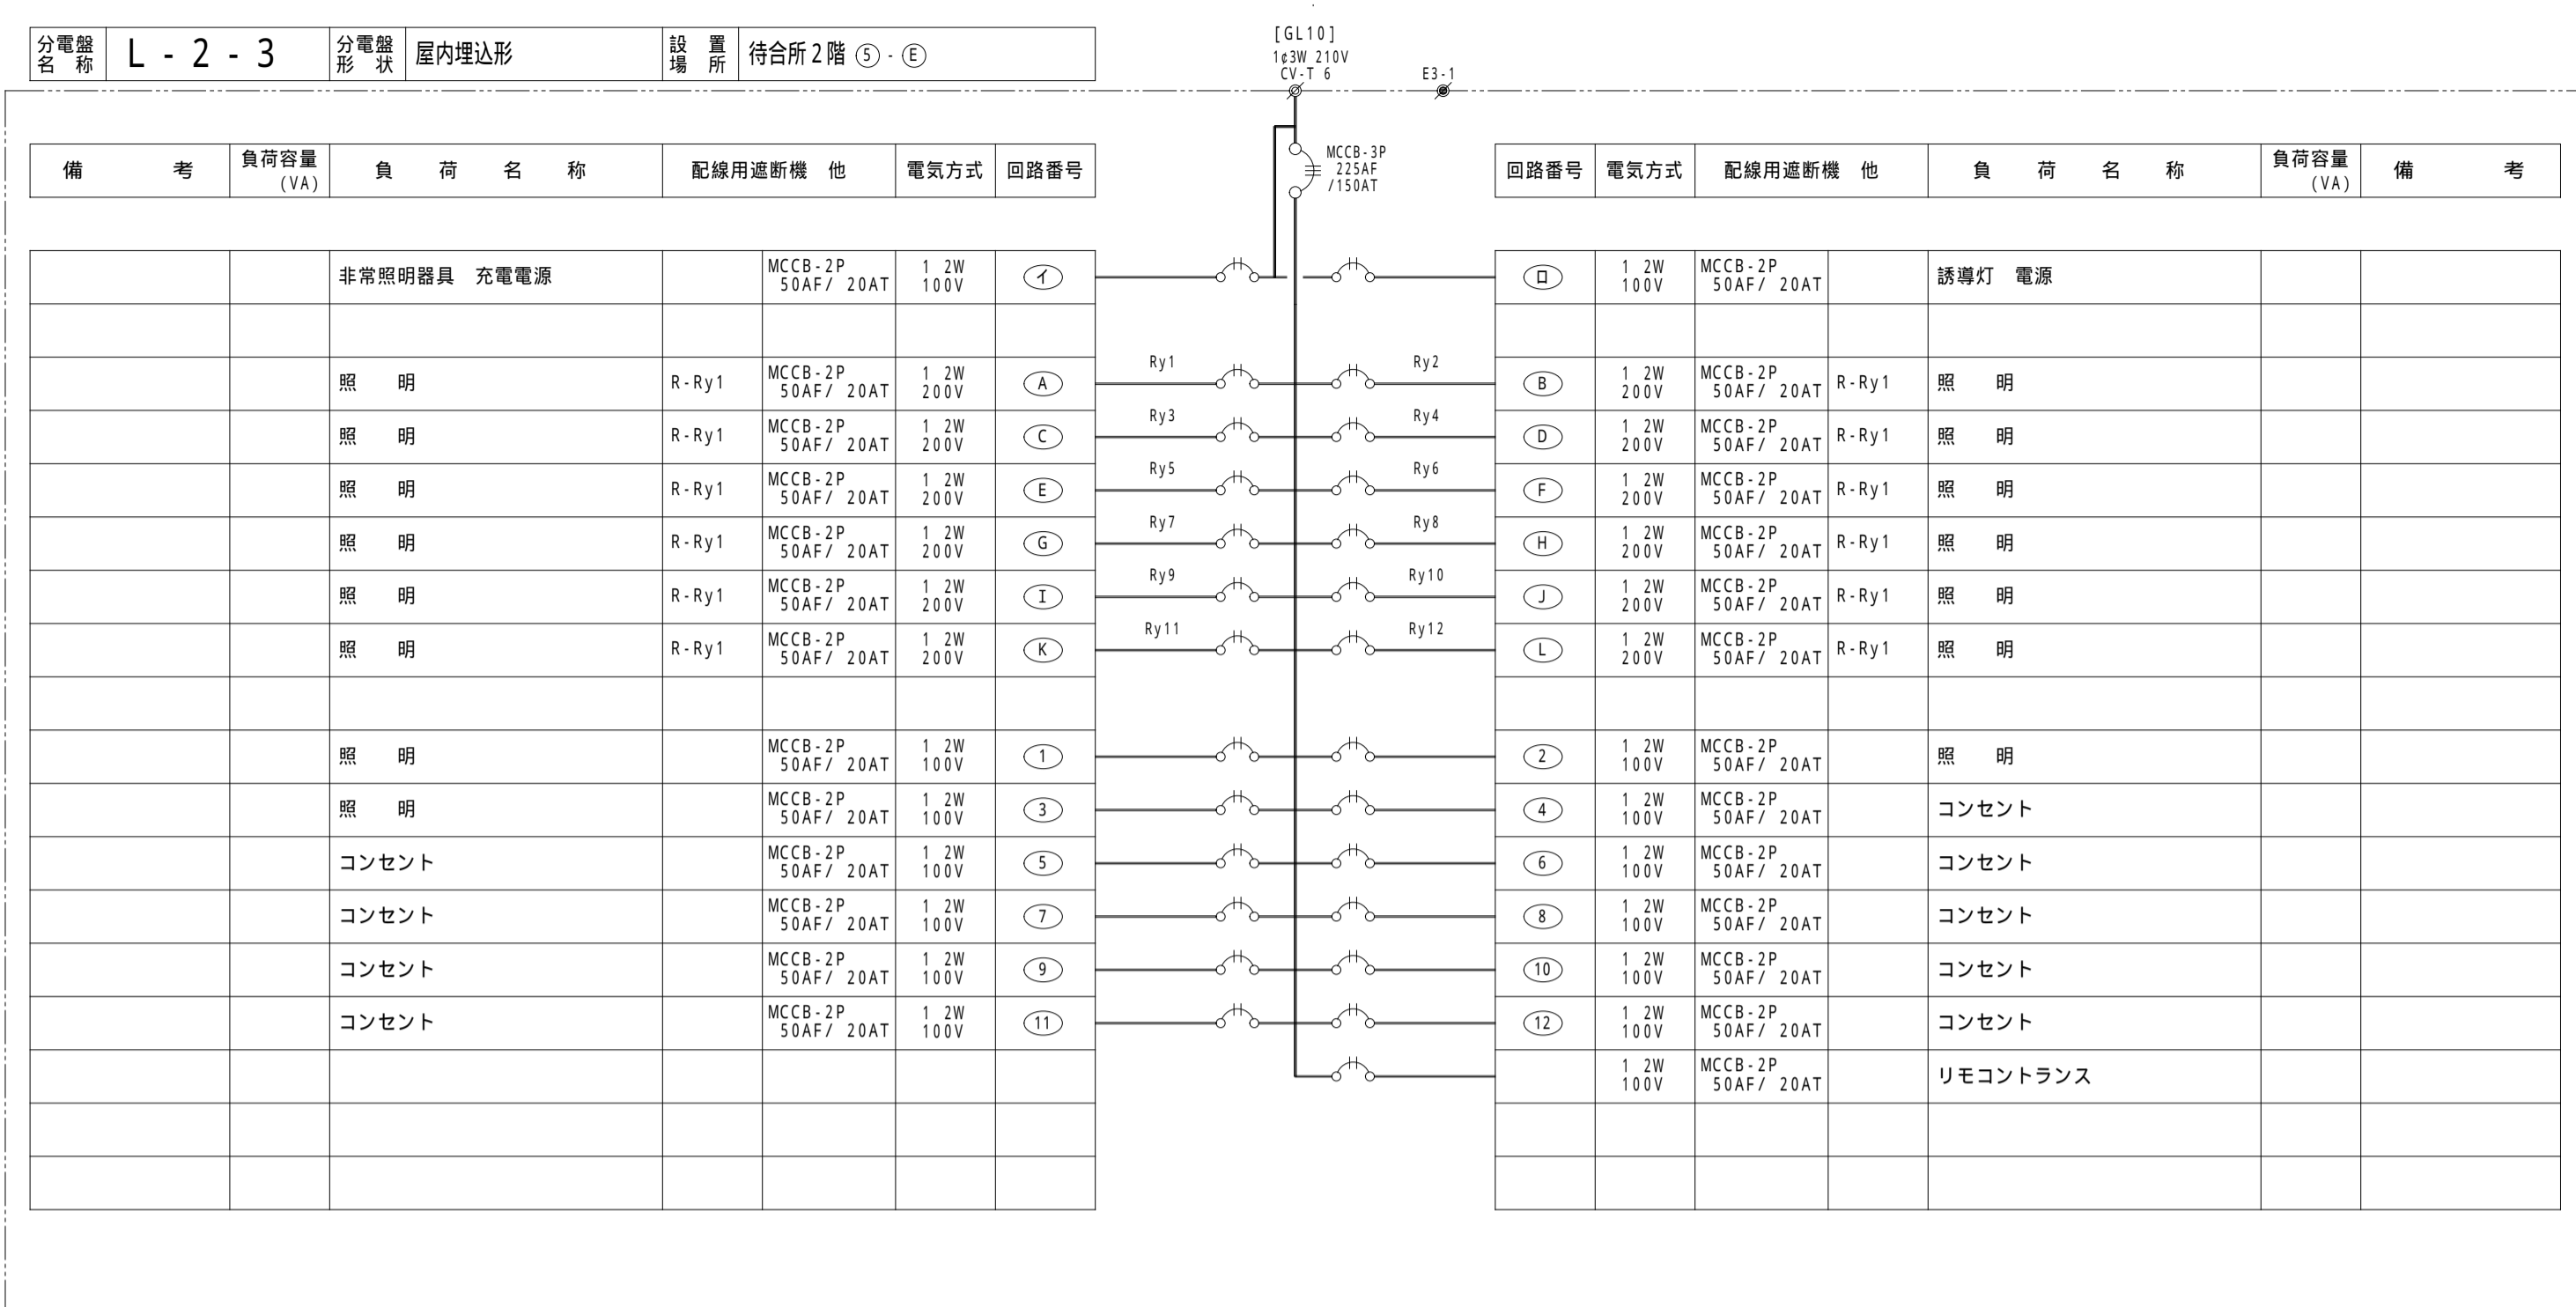 分電盤名　称 L - 2 - 3 分電盤形　状 屋内埋込形 設　置場　所 待合所２階 ⑤ - Ⓔ
[GL10]
1¢3W 210V
CV-T 6
E3-1
MCCB-3P
225AF
/150AT
備　考 負荷容量(VA) 負　荷　名　称 配線用遮断機　他 電気方式 回路番号
回路番号 電気方式 配線用遮断機　他 負　荷　名　称 負荷容量(VA) 備　考
非常照明器具　充電電源 MCCB-2P 50AF/ 20AT 1 2W 100V イ
ロ 1 2W 100V MCCB-2P 50AF/ 20AT 誘導灯　電源
照　明 R-Ry1 MCCB-2P 50AF/ 20AT 1 2W 200V A Ry1
Ry2 B 1 2W 200V MCCB-2P 50AF/ 20AT R-Ry1 照　明
照　明 R-Ry1 MCCB-2P 50AF/ 20AT 1 2W 200V C Ry3
Ry4 D 1 2W 200V MCCB-2P 50AF/ 20AT R-Ry1 照　明
照　明 R-Ry1 MCCB-2P 50AF/ 20AT 1 2W 200V E Ry5
Ry6 F 1 2W 200V MCCB-2P 50AF/ 20AT R-Ry1 照　明
照　明 R-Ry1 MCCB-2P 50AF/ 20AT 1 2W 200V G Ry7
Ry8 H 1 2W 200V MCCB-2P 50AF/ 20AT R-Ry1 照　明
照　明 R-Ry1 MCCB-2P 50AF/ 20AT 1 2W 200V I Ry9
Ry10 J 1 2W 200V MCCB-2P 50AF/ 20AT R-Ry1 照　明
照　明 R-Ry1 MCCB-2P 50AF/ 20AT 1 2W 200V K Ry11
Ry12 L 1 2W 200V MCCB-2P 50AF/ 20AT R-Ry1 照　明
照　明 MCCB-2P 50AF/ 20AT 1 2W 100V 1
2 1 2W 100V MCCB-2P 50AF/ 20AT 照　明
照　明 MCCB-2P 50AF/ 20AT 1 2W 100V 3
4 1 2W 100V MCCB-2P 50AF/ 20AT コンセント
コンセント MCCB-2P 50AF/ 20AT 1 2W 100V 5
6 1 2W 100V MCCB-2P 50AF/ 20AT コンセント
コンセント MCCB-2P 50AF/ 20AT 1 2W 100V 7
8 1 2W 100V MCCB-2P 50AF/ 20AT コンセント
コンセント MCCB-2P 50AF/ 20AT 1 2W 100V 9
10 1 2W 100V MCCB-2P 50AF/ 20AT コンセント
コンセント MCCB-2P 50AF/ 20AT 1 2W 100V 11
12 1 2W 100V MCCB-2P 50AF/ 20AT コンセント
1 2W 100V MCCB-2P 50AF/ 20AT リモコントランス